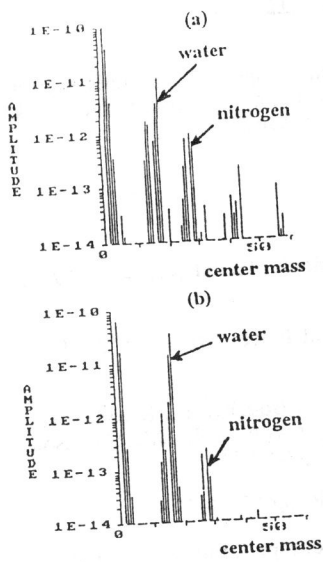 (a)
1E-10
water
1E-11
nitrogen
1E-12
AMPLITUDE
1E-13
1E-14
0
50
center mass
(b)
1E-10
water
1E-11
1E-12
nitrogen
AMPLITUDE
1E-13
1E-14
0
50
center mass